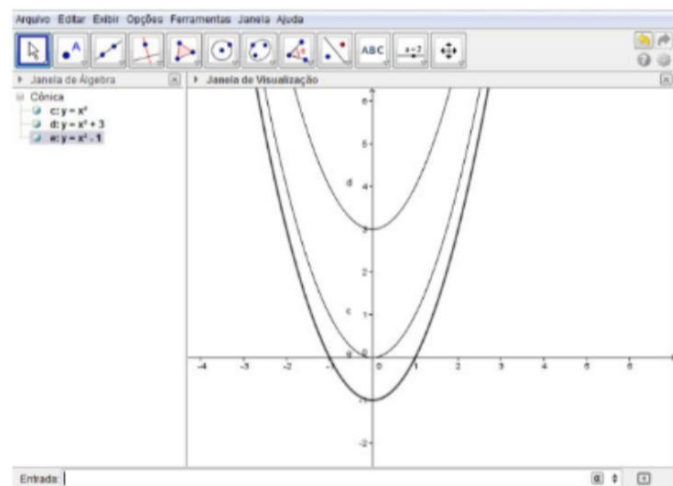 Arquivo Editar Exibir Opções Ferramentas Janela Ajuda
A
ABC
a=2
Janela de Álgebra
Janela de Visualização
Cônica
c: y = x²
d: y = x² + 3
e: y = x² - 1
6
5
d
4
3
2
c
1
e
0
-4 -3 -2 -1 0 1 2 3 4 5 6
-1
-2
Entrada:
α